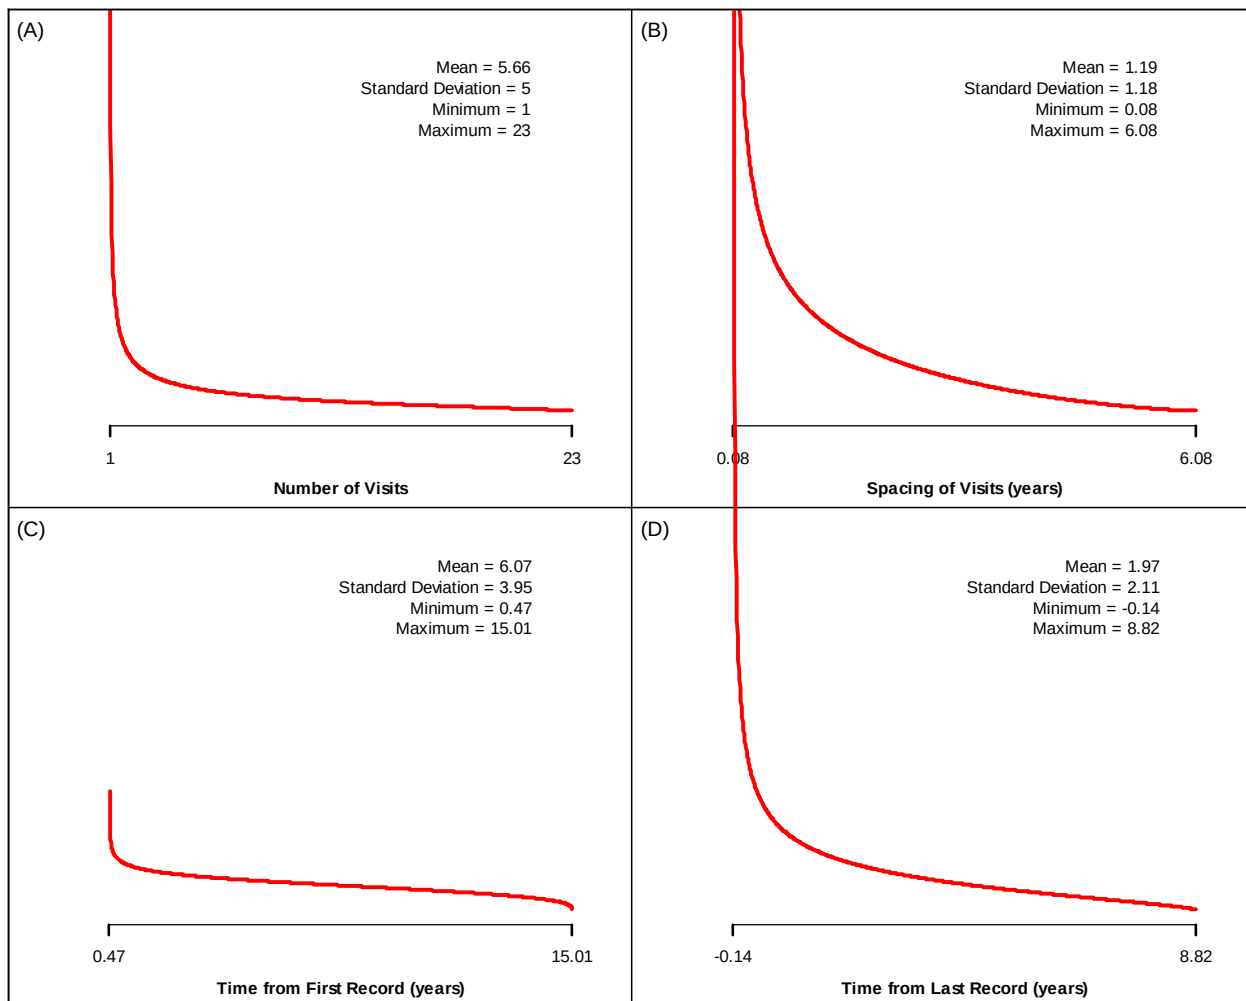 (A)
Mean = 5.66
Standard Deviation = 5
Minimum = 1
Maximum = 23
1
23
Number of Visits
(B)
Mean = 1.19
Standard Deviation = 1.18
Minimum = 0.08
Maximum = 6.08
0.08
6.08
Spacing of Visits (years)
(C)
Mean = 6.07
Standard Deviation = 3.95
Minimum = 0.47
Maximum = 15.01
0.47
15.01
Time from First Record (years)
(D)
Mean = 1.97
Standard Deviation = 2.11
Minimum = -0.14
Maximum = 8.82
-0.14
8.82
Time from Last Record (years)